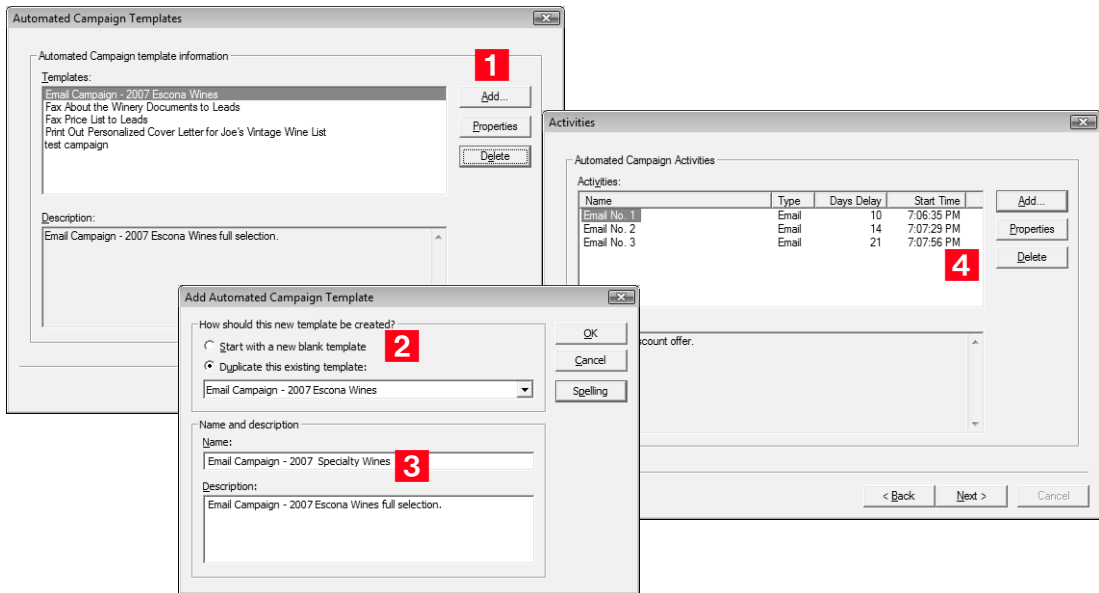 Automated Campaign Templates
Automated Campaign template information
1
Templates:
Email Campaign - 2007 Escona Wines
Fax About the Winery Documents to Leads
Fax Price List to Leads
Print Out Personalized Cover Letter for Joe's Vintage Wine List
test campaign
Add...
Properties
Delete
Description:
Email Campaign - 2007 Escona Wines full selection.
Activities
Automated Campaign Activities
Activities:
Name Type Days Delay Start Time
Email No. 1 Email 10 7:06:35 PM
Email No. 2 Email 14 7:07:29 PM
Email No. 3 Email 21 7:07:56 PM
4
Add...
Properties
Delete
scount offer.
< Back Next > Cancel
Add Automated Campaign Template
How should this new template be created?
2
Start with a new blank template
Duplicate this existing template:
Email Campaign - 2007 Escona Wines
OK
Cancel
Spelling
Name and description
Name:
Email Campaign - 2007 Specialty Wines
3
Description:
Email Campaign - 2007 Escona Wines full selection.